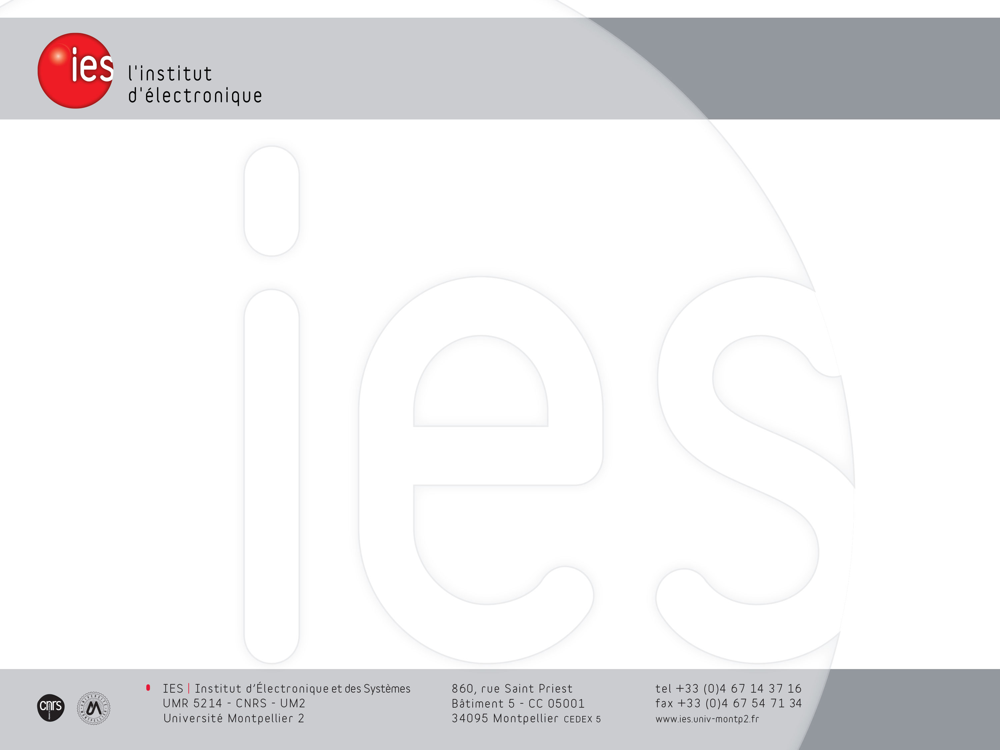 ies
l'institut
d'électronique
ies
IES | Institut d’Électronique et des Systèmes
UMR 5214 - CNRS - UM2
Université Montpellier 2
860, rue Saint Priest
Bâtiment 5 - CC 05001
34095 Montpellier CEDEX 5
tel +33 (0)4 67 14 37 16
fax +33 (0)4 67 54 71 34
www.ies.univ-montp2.fr
cnrs
UNIVERSITÉ
MONTPELLIER